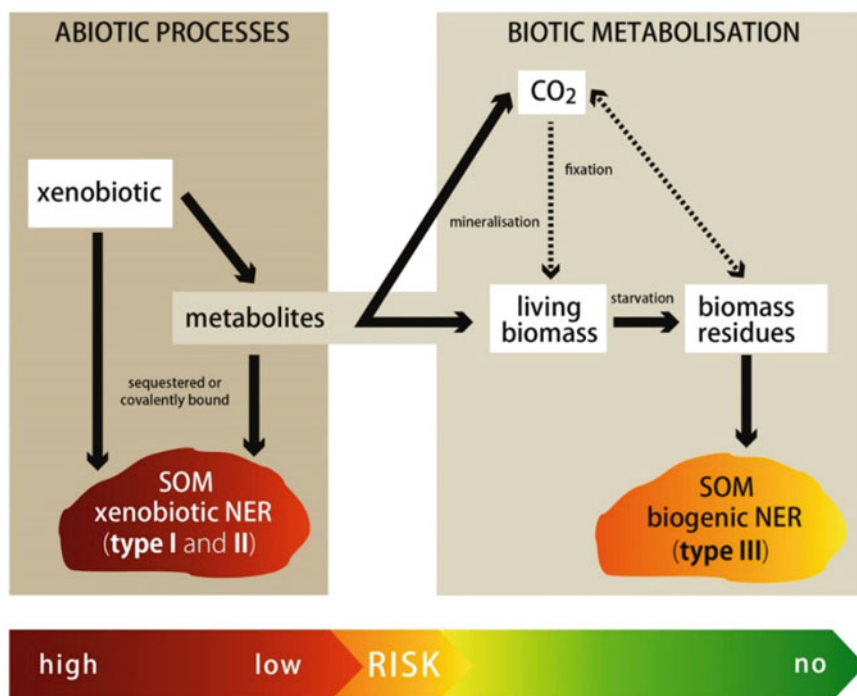 ABIOTIC PROCESSES
xenobiotic
metabolites
sequestered or
covalently bound
SOM
xenobiotic NER
(type I and II)
BIOTIC METABOLISATION
CO₂
fixation
mineralisation
living
biomass
starvation
biomass
residues
SOM
biogenic NER
(type III)
high low RISK no